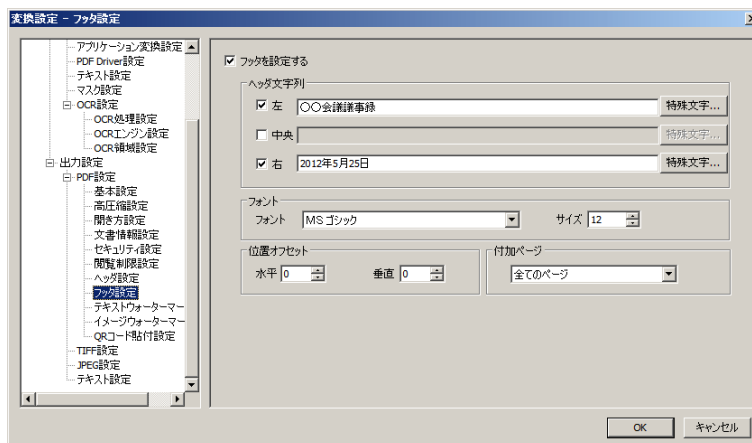 変換設定 - フッタ設定
アプリケーション変換設定
PDF Driver設定
テキスト設定
マスク設定
OCR設定
OCR処理設定
OCRエンジン設定
OCR領域設定
出力設定
PDF設定
基本設定
高圧縮設定
開き方設定
文書情報設定
セキュリティ設定
閲覧制限設定
ヘッダ設定
フッタ設定
テキストウォーターマー
イメージウォーターマー
QRコード貼付設定
TIFF設定
JPEG設定
テキスト設定
フッタを設定する
ヘッダ文字列
左 〇〇会議議事録 特殊文字...
中央 特殊文字...
右 2012年5月25日 特殊文字...
フォント
フォント MS ゴシック サイズ 12
位置オフセット 付加ページ
水平 0 垂直 0 全てのページ
OK キャンセル